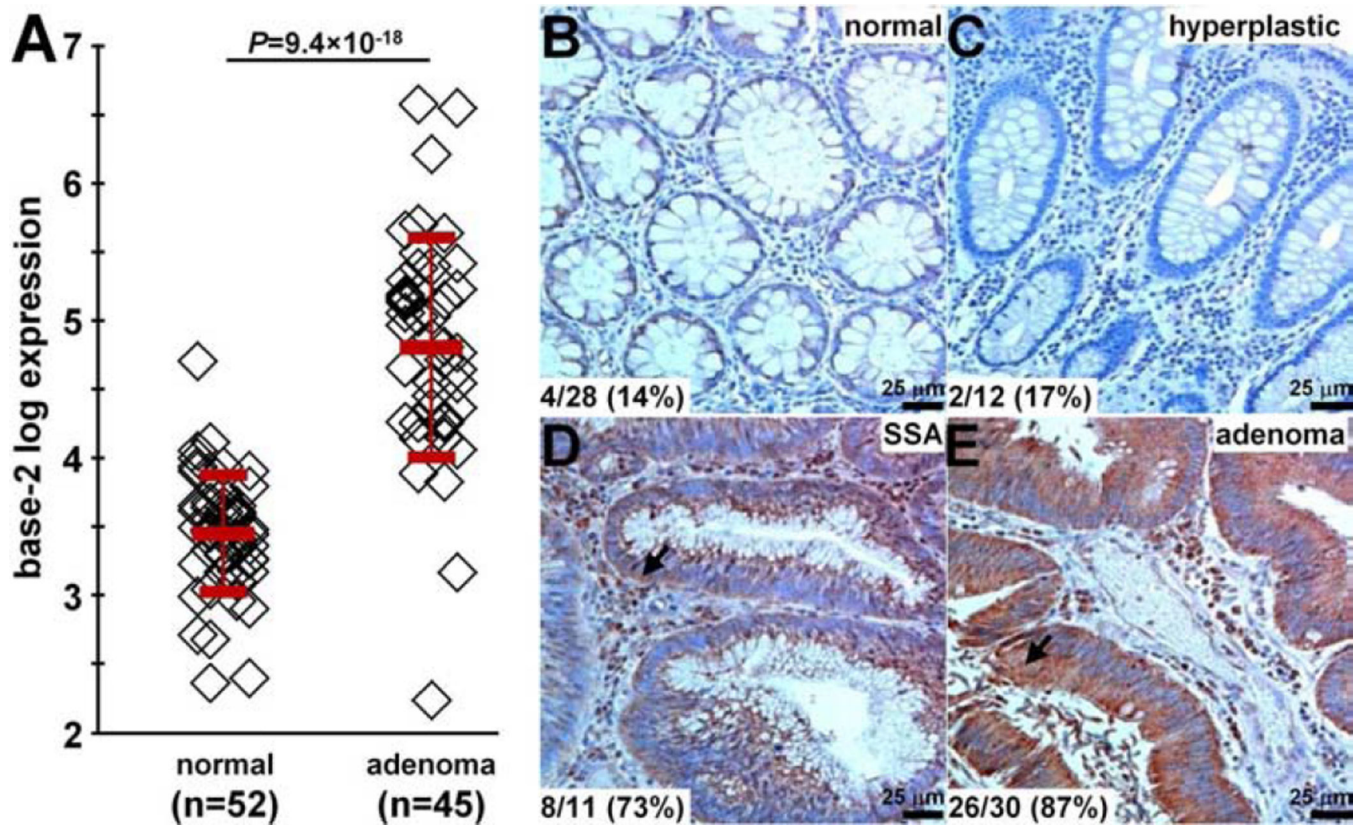 A
P=9.4×10⁻¹⁸
7
6
5
4
3
2
base-2 log expression
normal
(n=52)
adenoma
(n=45)
B
normal
4/28 (14%)
25 µm
C
hyperplastic
2/12 (17%)
25 µm
D
SSA
8/11 (73%)
25 µm
E
adenoma
26/30 (87%)
25 µm